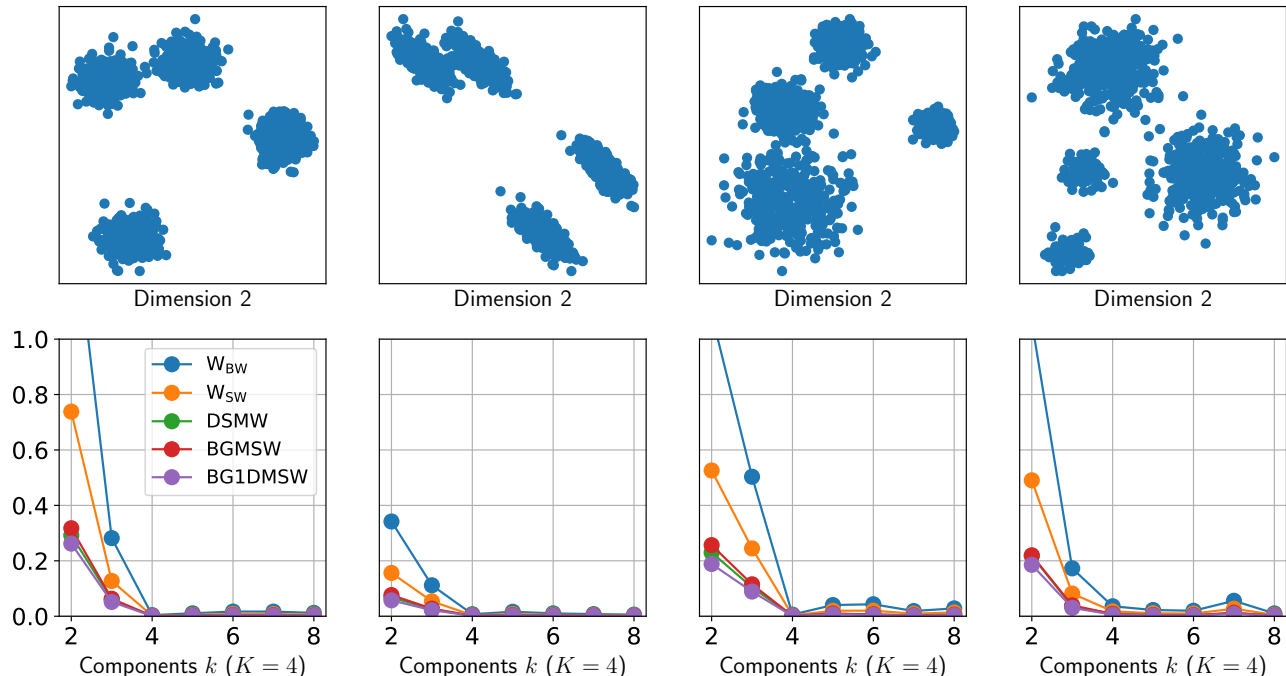 Dimension 2 Dimension 2 Dimension 2 Dimension 2
1.0
0.8
0.6
0.4
0.2
0.0
W_BW
W_SW
DSMW
BGMSW
BG1DMSW
2 4 6 8 2 4 6 8 2 4 6 8 2 4 6 8
Components k (K = 4) Components k (K = 4) Components k (K = 4) Components k (K = 4)